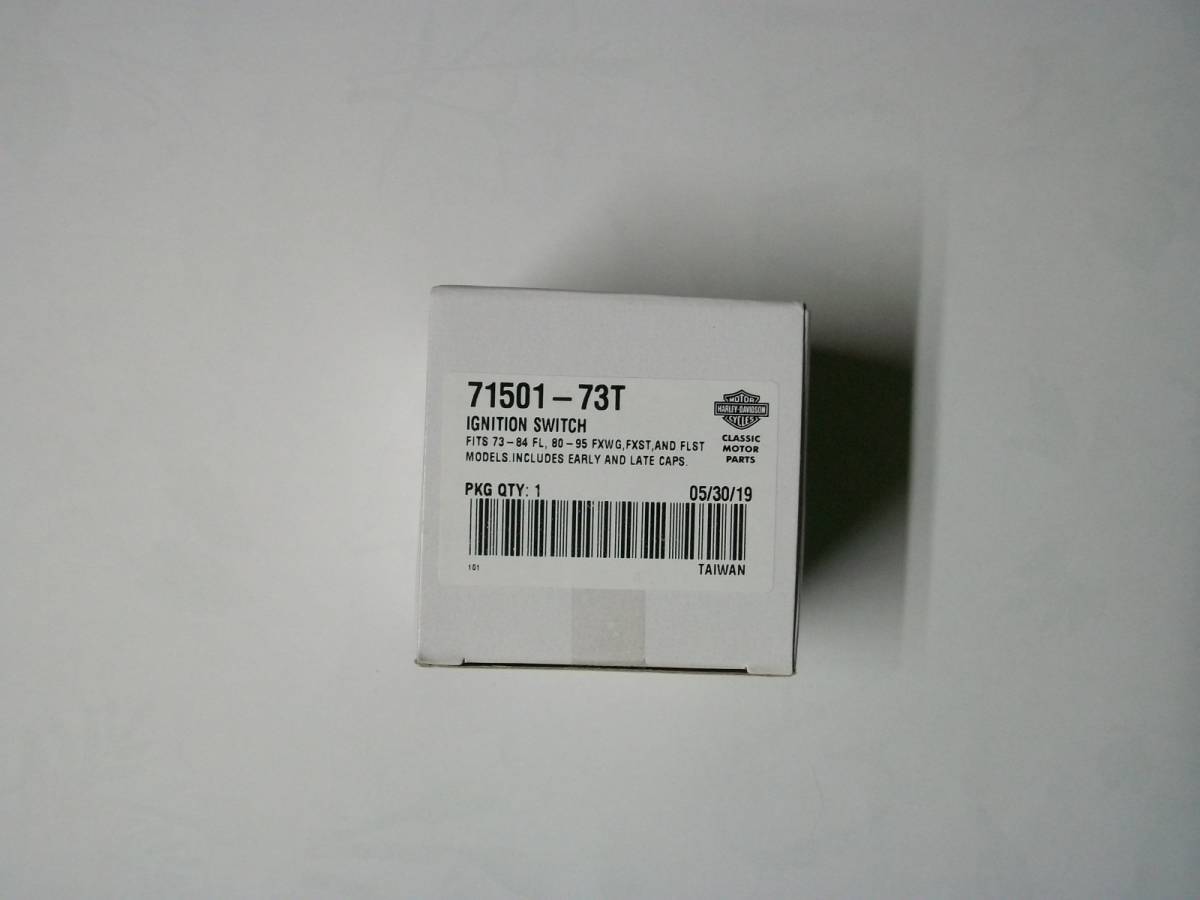 71501-73T
IGNITION SWITCH
FITS 73-84 FL, 80-95 FXWG,FXST,AND FLST
MODELS.INCLUDES EARLY AND LATE CAPS.
MOTOR
HARLEY-DAVIDSON
CYCLES
CLASSIC
MOTOR
PARTS
PKG QTY: 1 05/30/19
101 TAIWAN